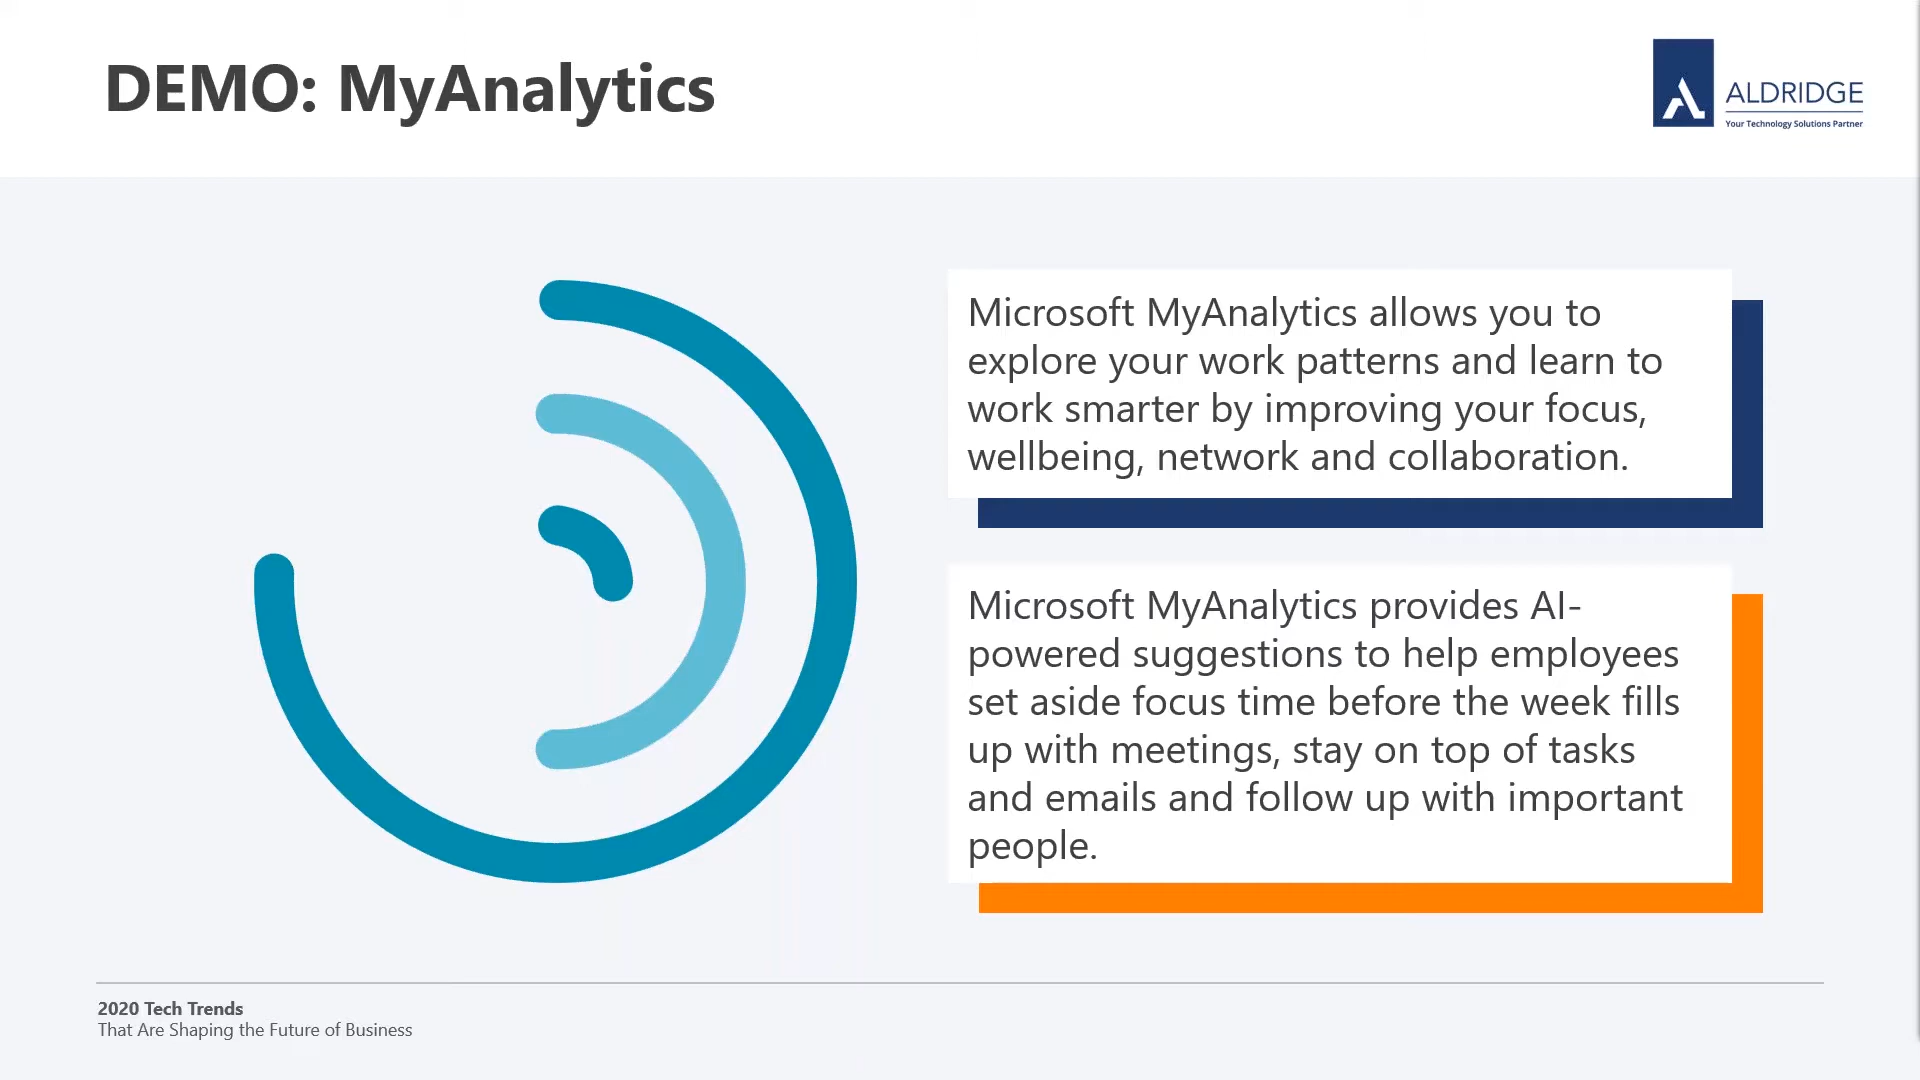 DEMO: MyAnalytics
ALDRIDGE
Your Technology Solutions Partner
Microsoft MyAnalytics allows you to
explore your work patterns and learn to
work smarter by improving your focus,
wellbeing, network and collaboration.
Microsoft MyAnalytics provides AI-
powered suggestions to help employees
set aside focus time before the week fills
up with meetings, stay on top of tasks
and emails and follow up with important
people.
2020 Tech Trends
That Are Shaping the Future of Business